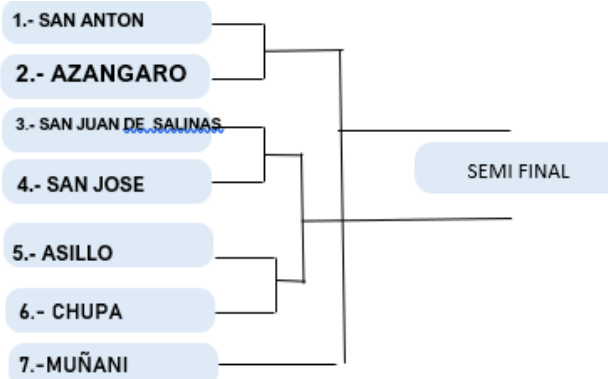 1.- SAN ANTON
2.- AZANGARO
3.- SAN JUAN DE SALINAS
4.- SAN JOSE
SEMI FINAL
5.- ASILLO
6.- CHUPA
7.-MUÑANI